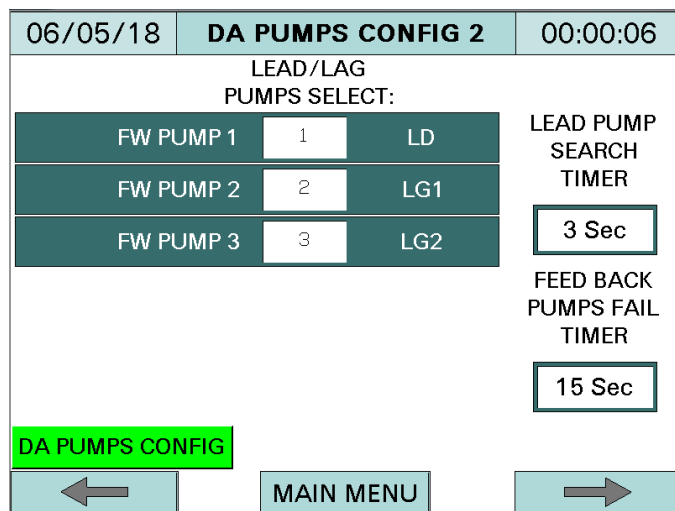 06/05/18 DA PUMPS CONFIG 2 00:00:06
LEAD/LAG
PUMPS SELECT:
FW PUMP 1 1 LD
FW PUMP 2 2 LG1
FW PUMP 3 3 LG2
LEAD PUMP
SEARCH
TIMER
3 Sec
FEED BACK
PUMPS FAIL
TIMER
15 Sec
DA PUMPS CONFIG
MAIN MENU